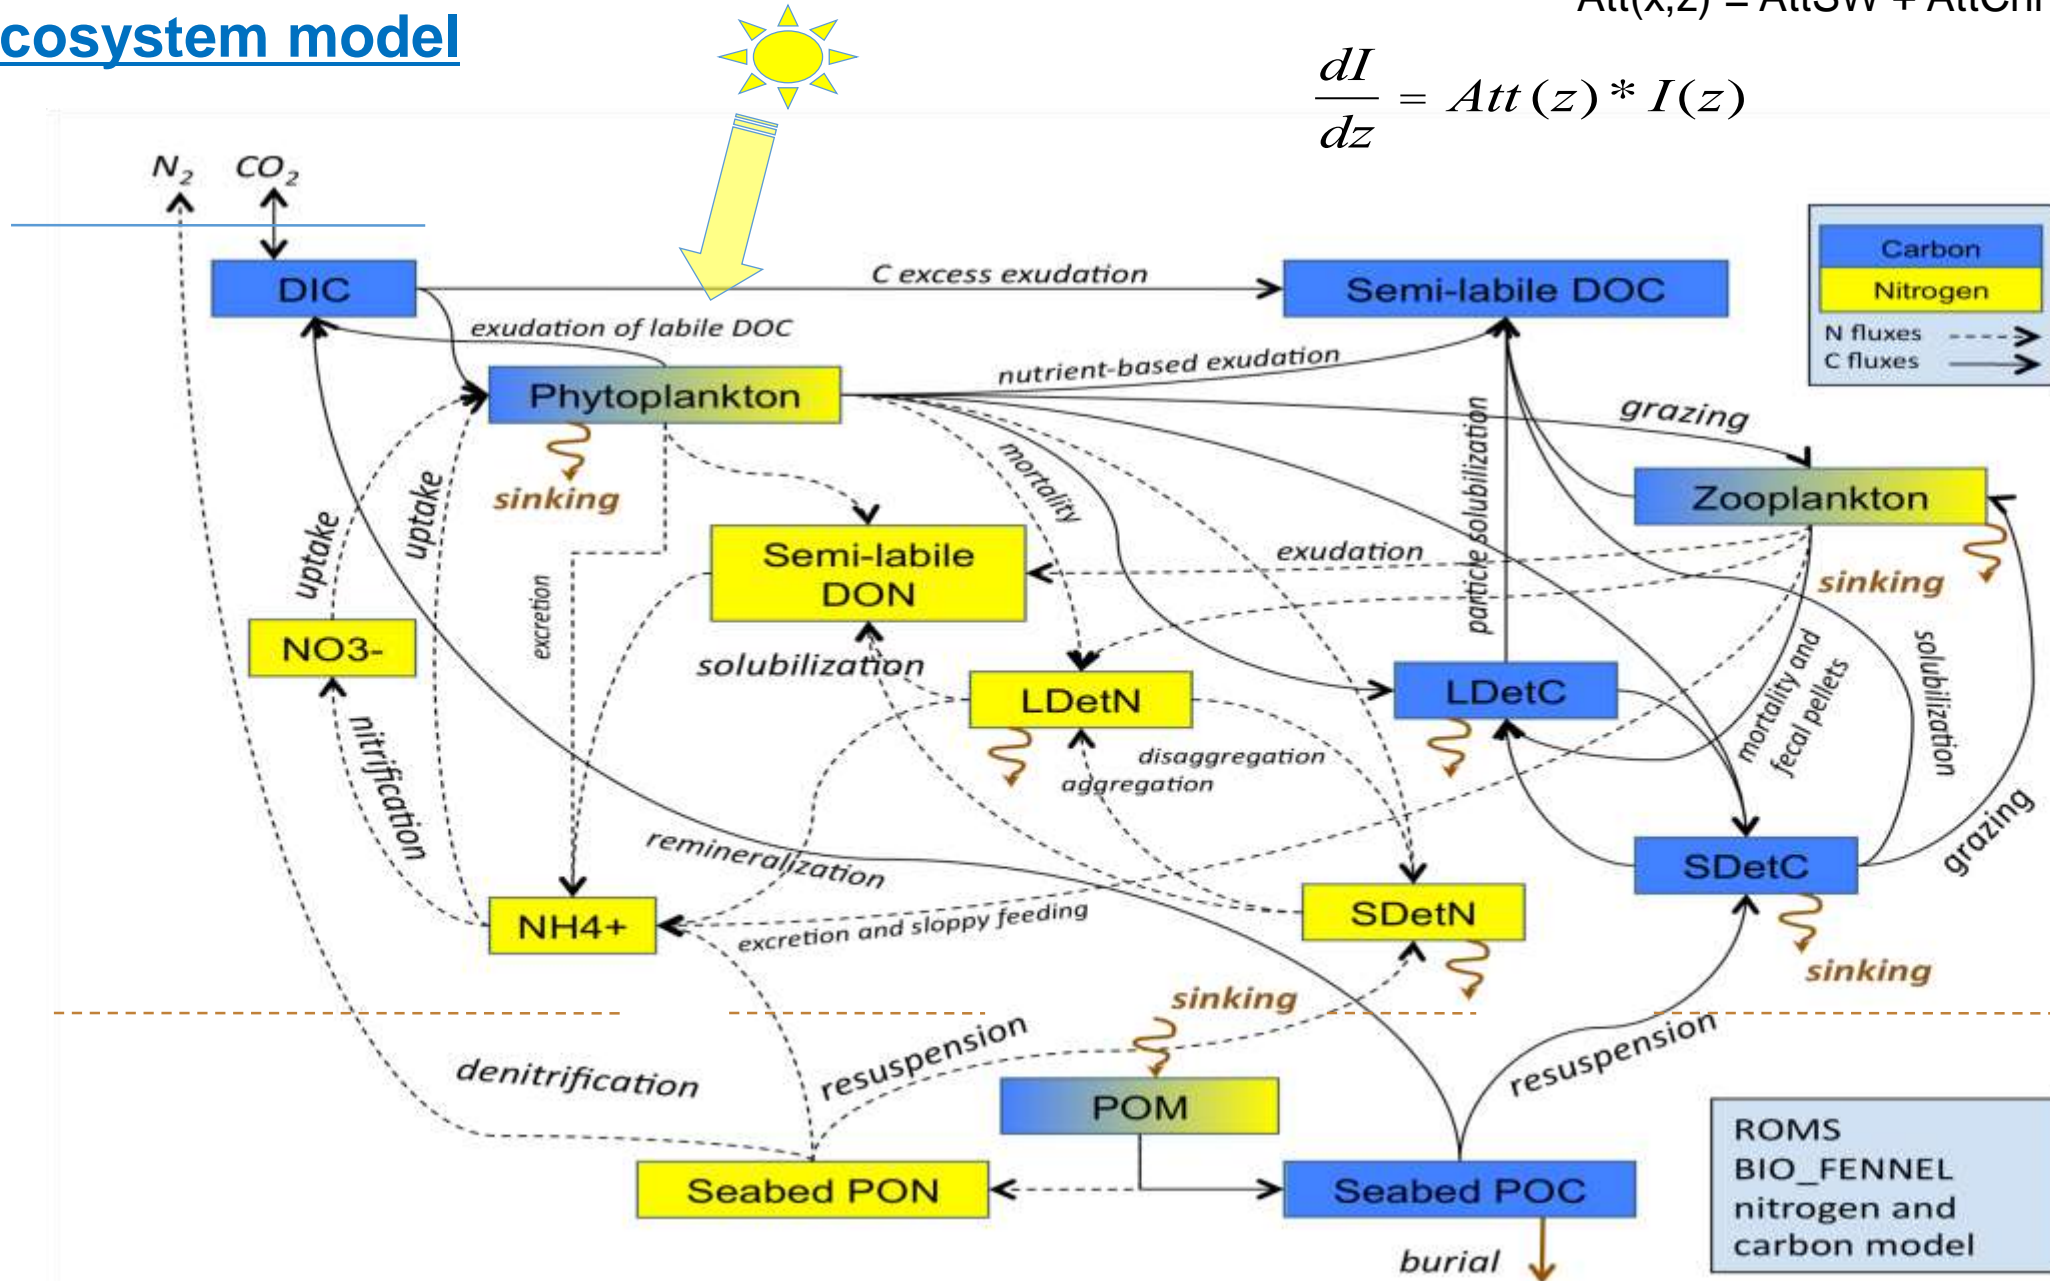 cosystem model
Att(x,z) = AttSW + AttChl
dI
dz
= Att (z) * I(z)
N2
CO2
Carbon
Nitrogen
N fluxes
C fluxes
DIC
C excess exudation
Semi-labile DOC
exudation of labile DOC
nutrient-based exudation
Phytoplankton
grazing
sinking
mortality
particle solubilization
Zooplankton
uptake
uptake
Semi-labile
DON
exudation
sinking
excretion
NO3-
solubilization
LDetN
LDetC
mortality and
fecal pellets
solubilization
nitrification
disaggregation
aggregation
remineralization
grazing
SDetC
NH4+
excretion and sloppy feeding
SDetN
sinking
sinking
denitrification
resuspension
resuspension
POM
Seabed PON
Seabed POC
burial
ROMS
BIO_FENNEL
nitrogen and
carbon model